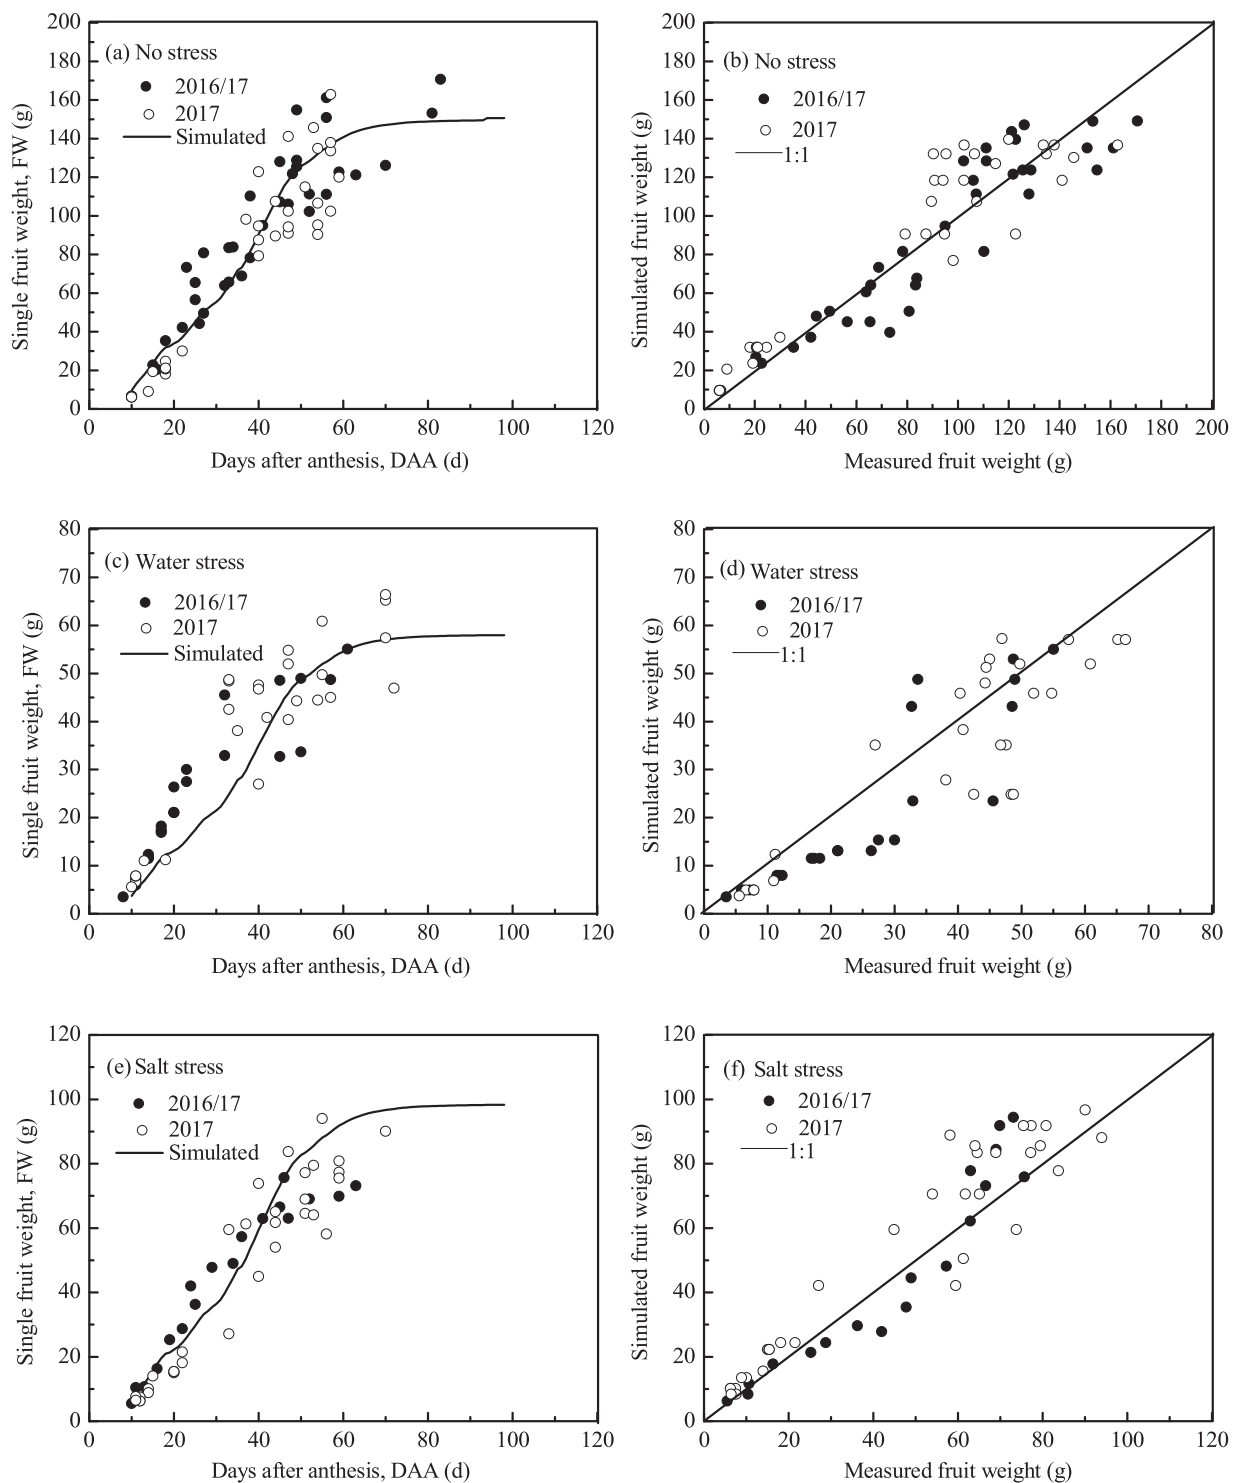 (a) No stress
2016/17
2017
Simulated
Single fruit weight, FW (g)
0
20
40
60
80
100
120
140
160
180
200
0 20 40 60 80 100 120
Days after anthesis, DAA (d)
(b) No stress
2016/17
2017
1:1
Simulated fruit weight (g)
0
20
40
60
80
100
120
140
160
180
200
0 20 40 60 80 100 120 140 160 180 200
Measured fruit weight (g)
(c) Water stress
2016/17
2017
Simulated
Single fruit weight, FW (g)
0
10
20
30
40
50
60
70
80
0 20 40 60 80 100 120
Days after anthesis, DAA (d)
(d) Water stress
2016/17
2017
1:1
Simulated fruit weight (g)
0
10
20
30
40
50
60
70
80
0 10 20 30 40 50 60 70 80
Measured fruit weight (g)
(e) Salt stress
2016/17
2017
Simulated
Single fruit weight, FW (g)
0
20
40
60
80
100
120
0 20 40 60 80 100 120
Days after anthesis, DAA (d)
(f) Salt stress
2016/17
2017
1:1
Simulated fruit weight (g)
0
20
40
60
80
100
120
0 20 40 60 80 100 120
Measured fruit weight (g)